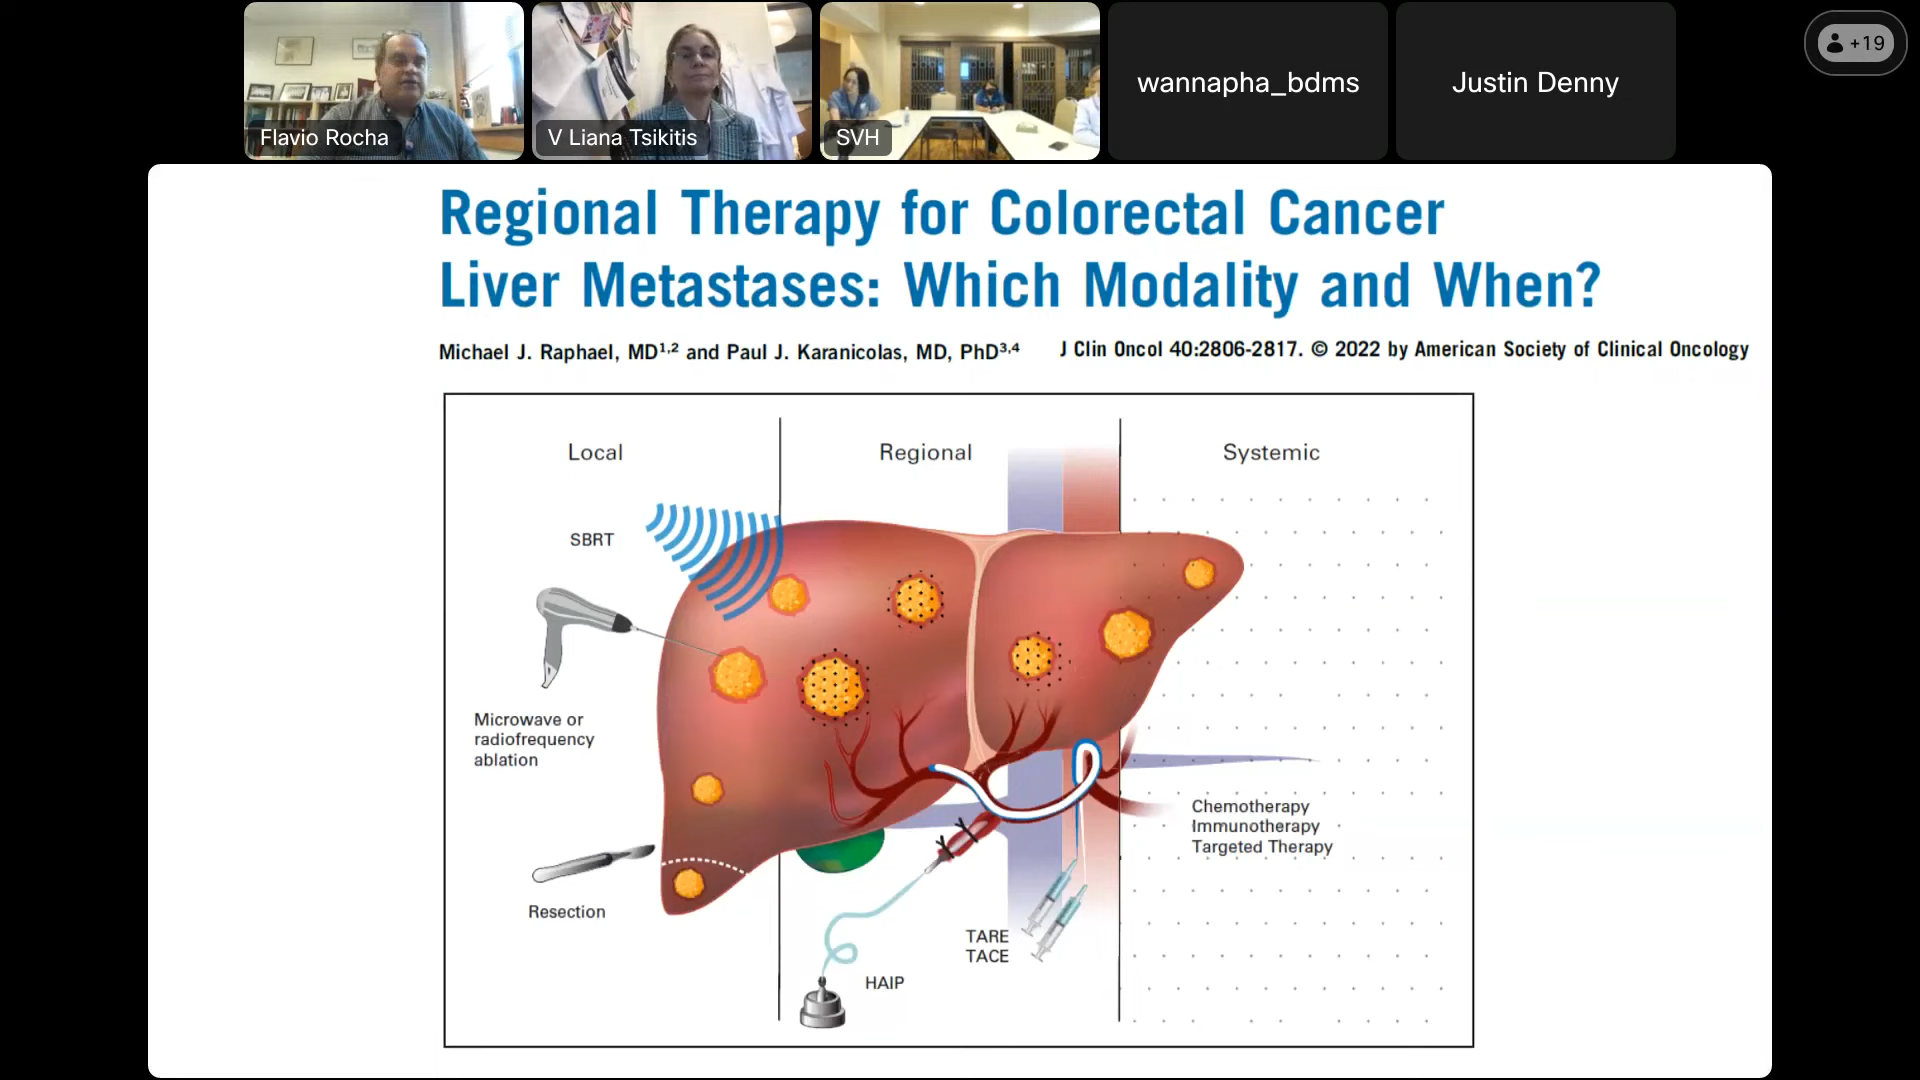 Flavio Rocha
V Liana Tsikitis
SVH
wannapha_bdms
Justin Denny
+19
Regional Therapy for Colorectal Cancer
Liver Metastases: Which Modality and When?
Michael J. Raphael, MD¹,² and Paul J. Karanicolas, MD, PhD³,⁴
J Clin Oncol 40:2806-2817. © 2022 by American Society of Clinical Oncology
Local
Regional
Systemic
SBRT
Microwave or
radiofrequency
ablation
Resection
HAIP
TARE
TACE
Chemotherapy
Immunotherapy
Targeted Therapy